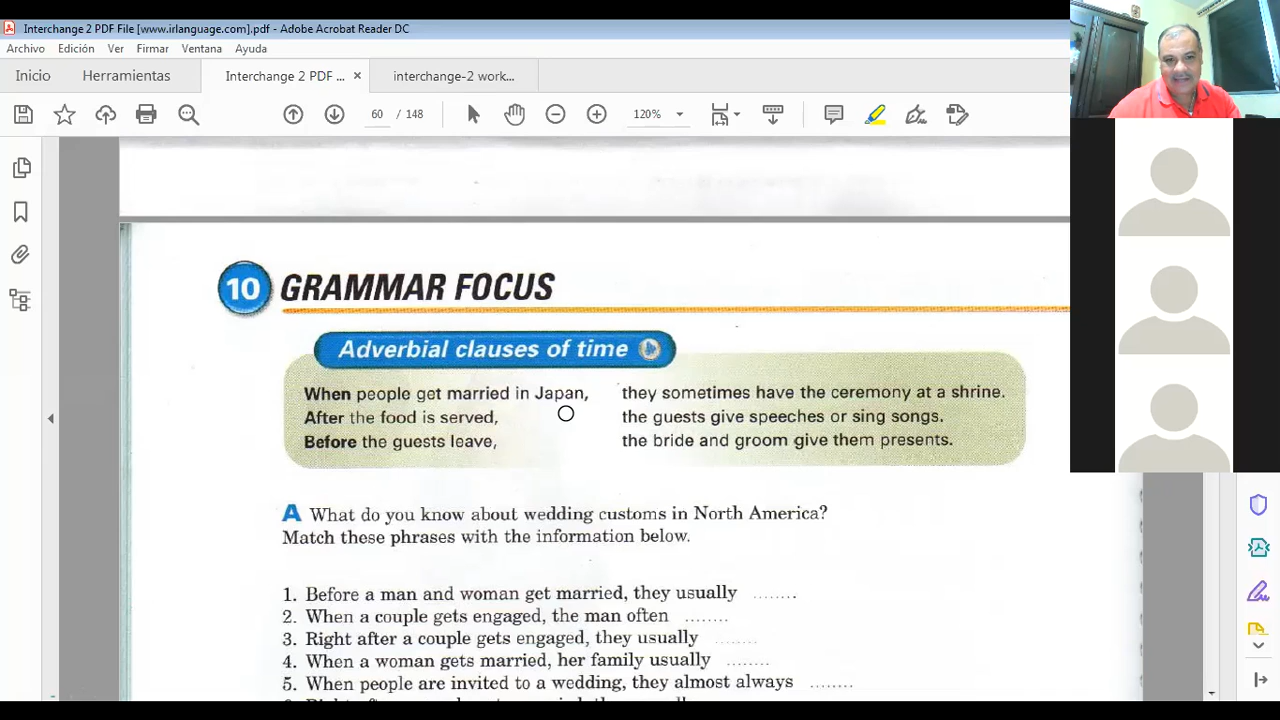 Interchange 2 PDF File [www.irlanguage.com].pdf - Adobe Acrobat Reader DC
Archivo Edición Ver Firmar Ventana Ayuda
Inicio Herramientas Interchange 2 PDF ... × interchange-2 work...
60 / 148 120%
10 GRAMMAR FOCUS
Adverbial clauses of time
When people get married in Japan, they sometimes have the ceremony at a shrine.
After the food is served, the guests give speeches or sing songs.
Before the guests leave, the bride and groom give them presents.
A What do you know about wedding customs in North America?
Match these phrases with the information below.
1. Before a man and woman get married, they usually ........
2. When a couple gets engaged, the man often ........
3. Right after a couple gets engaged, they usually ........
4. When a woman gets married, her family usually ........
5. When people are invited to a wedding, they almost always ........